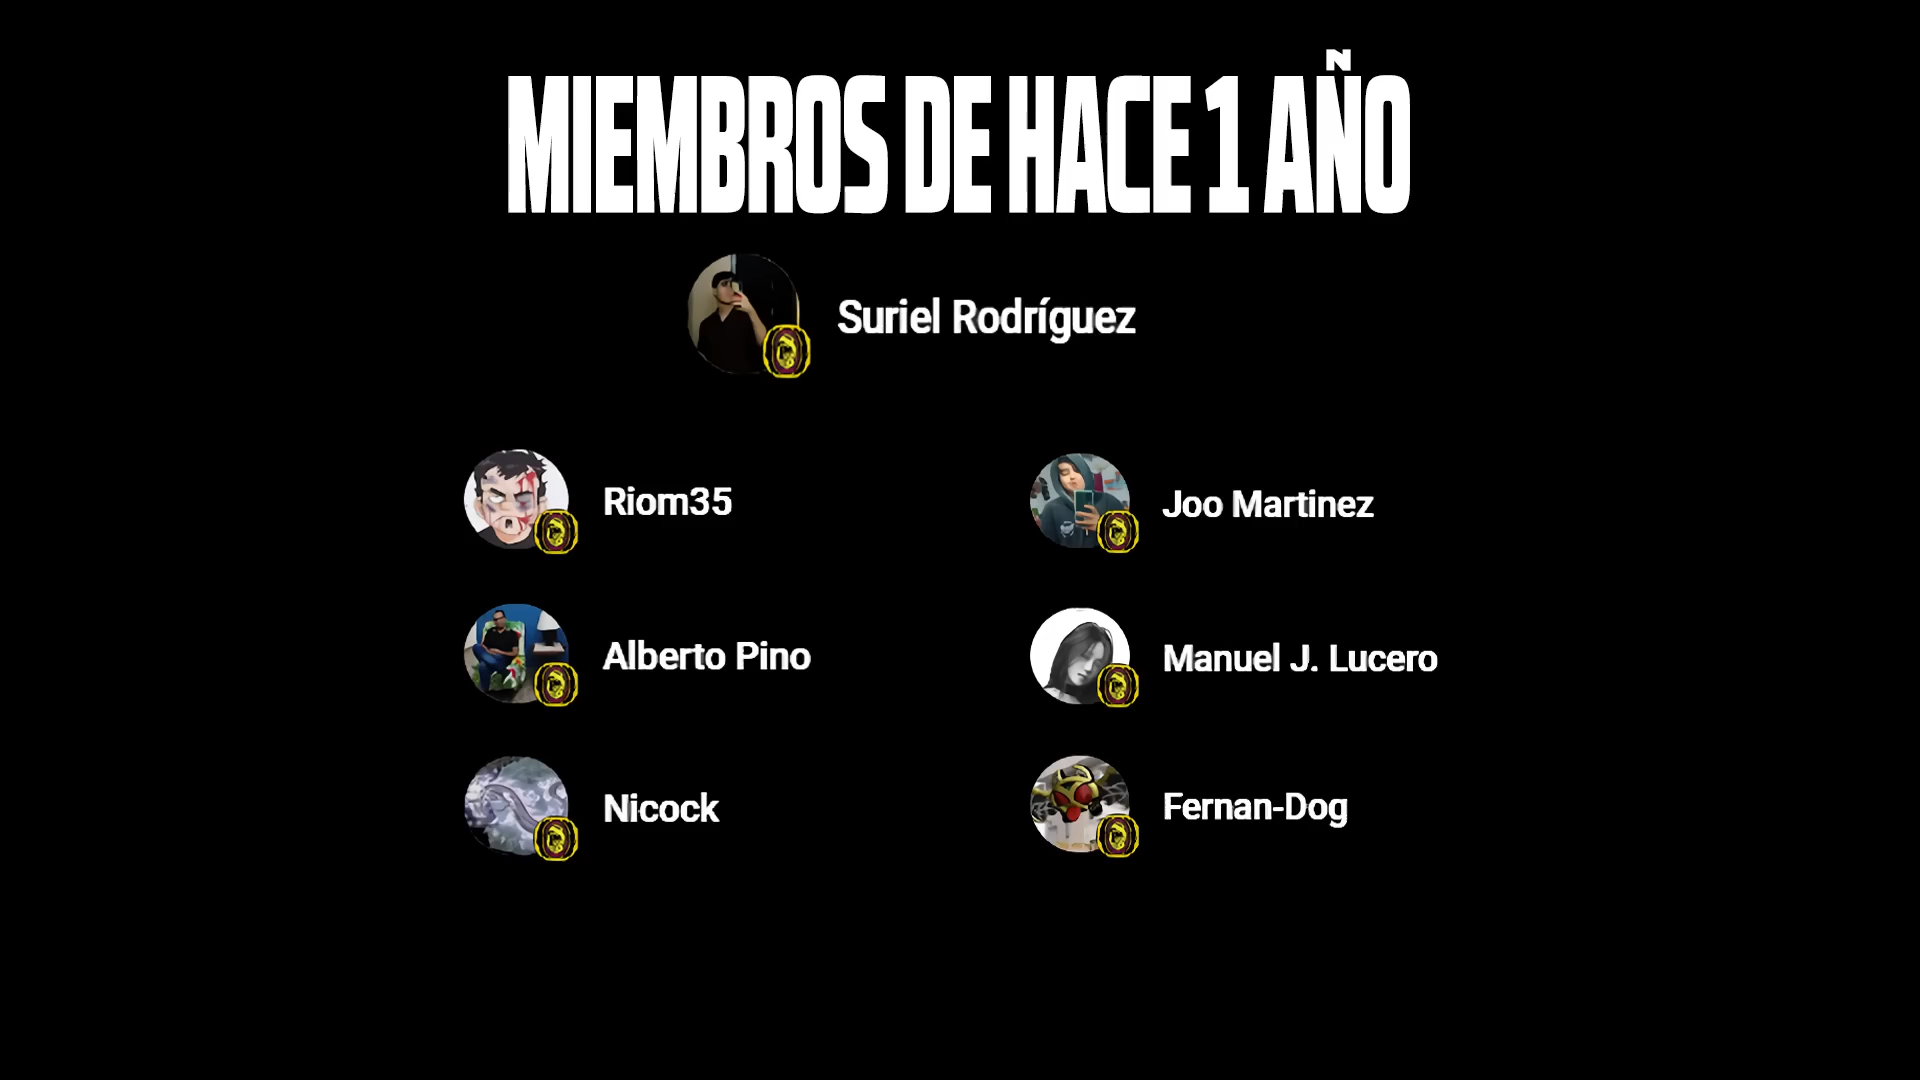 MIEMBROS DE HACE 1 AÑO
Suriel Rodríguez
Riom35
Joo Martinez
Alberto Pino
Manuel J. Lucero
Nicock
Fernan-Dog